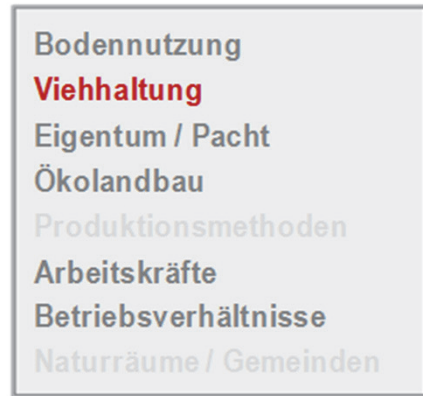 Bodennutzung
Viehhaltung
Eigentum / Pacht
Ökolandbau
Produktionsmethoden
Arbeitskräfte
Betriebsverhältnisse
Naturräume / Gemeinden